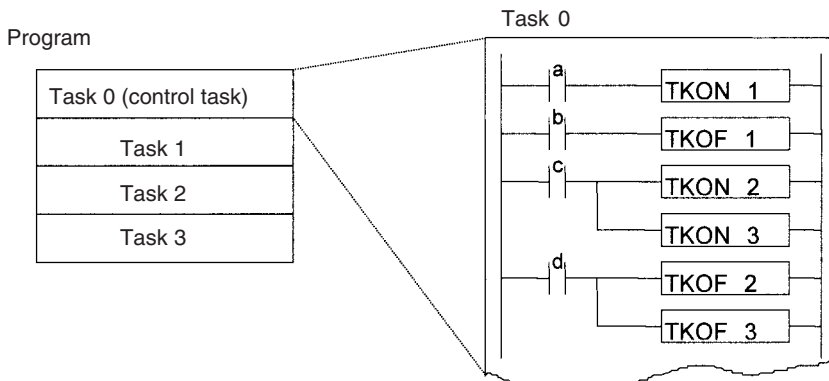 Program
Task 0 (control task)
Task 1
Task 2
Task 3
Task 0
a
TKON 1
b
TKOF 1
c
TKON 2
TKON 3
d
TKOF 2
TKOF 3